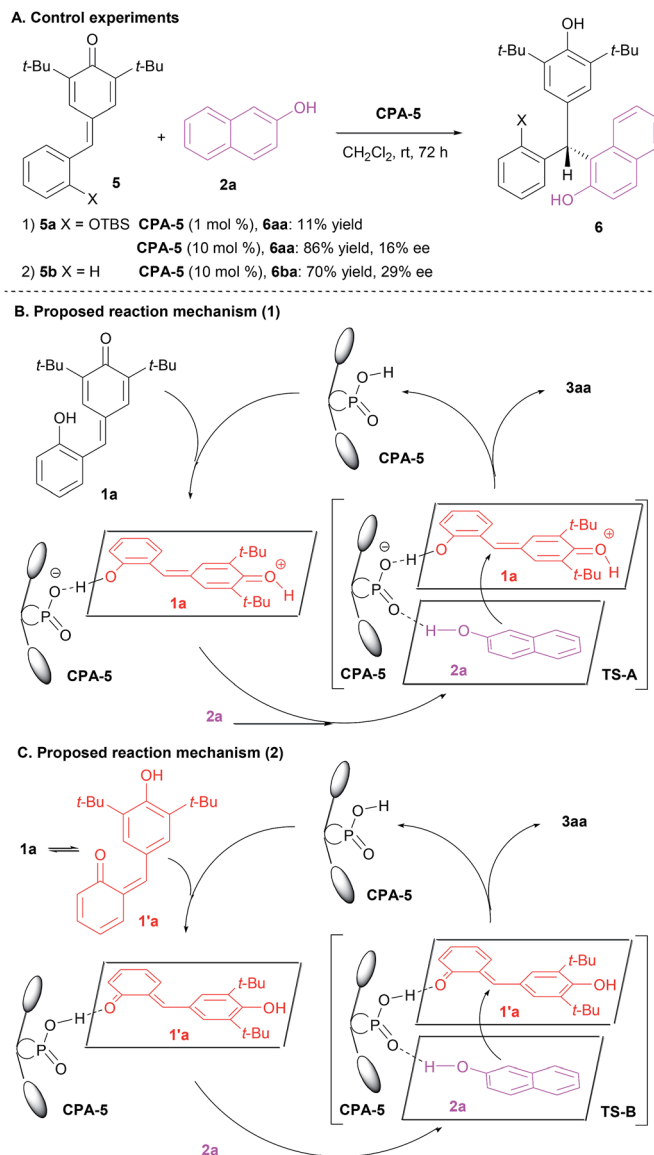 A. Control experiments
O
t-Bu
t-Bu
X
5
+
OH
2a
CPA-5
CH2Cl2, rt, 72 h
OH
t-Bu
t-Bu
X
H
HO
6
1) 5a X = OTBS CPA-5 (1 mol %), 6aa: 11% yield
CPA-5 (10 mol %), 6aa: 86% yield, 16% ee
2) 5b X = H CPA-5 (10 mol %), 6ba: 70% yield, 29% ee
B. Proposed reaction mechanism (1)
O
t-Bu
t-Bu
OH
1a
O-H
P
O
CPA-5
3aa
⊖
O
H
O
P
O
t-Bu
⊕
O
H
t-Bu
1a
CPA-5
⊖
O
H
O
P
O
t-Bu
⊕
O
H
t-Bu
1a
H
O
2a
CPA-5
TS-A
2a
C. Proposed reaction mechanism (2)
OH
t-Bu
t-Bu
1a
O
1'a
O-H
P
O
CPA-5
3aa
O
H
O
P
O
t-Bu
OH
t-Bu
1'a
CPA-5
O
H
O
P
O
t-Bu
OH
t-Bu
1'a
H
O
2a
CPA-5
TS-B
2a